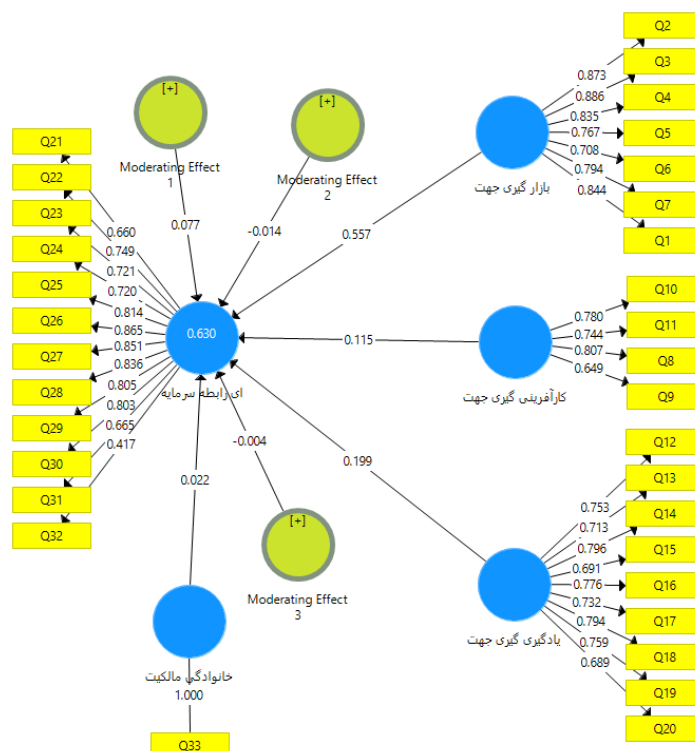 Q21
Q22
Q23
Q24
Q25
Q26
Q27
Q28
Q29
Q30
Q31
Q32
0.660
0.749
0.721
0.720
0.814
0.865
0.851
0.836
0.805
0.803
0.665
0.417
[+]
Moderating Effect
1
0.077
[+]
Moderating Effect
2
-0.014
0.630
ای رابطه سرمایه
0.557
0.115
0.199
-0.004
0.022
[+]
Moderating Effect
3
خانوادگی مالکیت
1.000
Q33
بازار گیری جهت
0.873
0.886
0.835
0.767
0.708
0.794
0.844
Q2
Q3
Q4
Q5
Q6
Q7
Q1
کارآفرینی گیری جهت
0.780
0.744
0.807
0.649
Q10
Q11
Q8
Q9
یادگیری گیری جهت
0.753
0.713
0.796
0.691
0.776
0.732
0.794
0.759
0.689
Q12
Q13
Q14
Q15
Q16
Q17
Q18
Q19
Q20